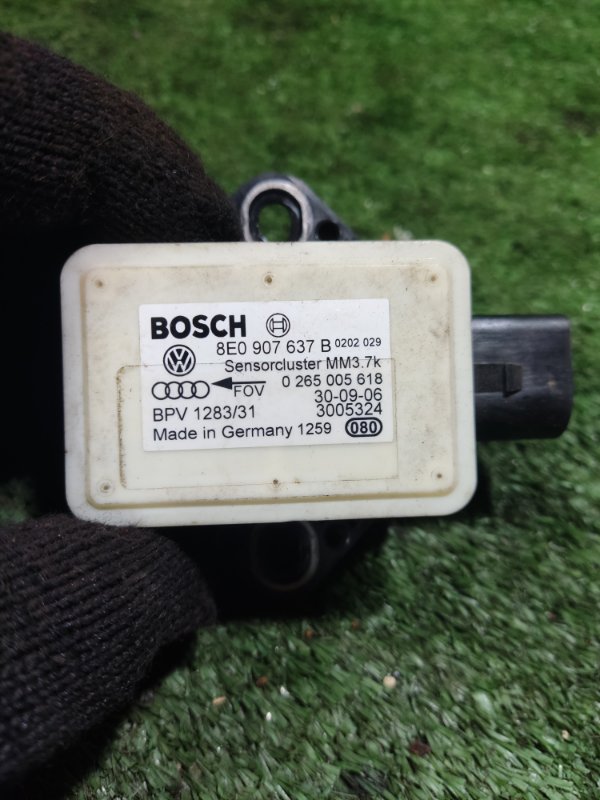 BOSCH
8E0 907 637 B 0202 029
Sensorcluster MM3.7k
FOV 0 265 005 618
30-09-06
BPV 1283/31 3005324
Made in Germany 1259 080